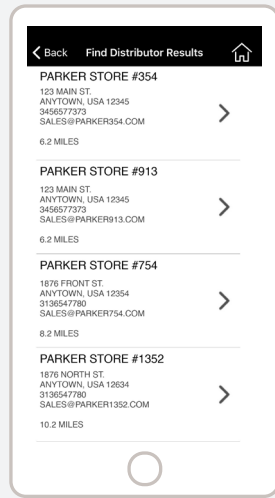 Back Find Distributor Results
PARKER STORE #354
123 MAIN ST.
ANYTOWN, USA 12345
3456577373
SALES@PARKER354.COM
6.2 MILES
PARKER STORE #913
123 MAIN ST.
ANYTOWN, USA 12345
3456577373
SALES@PARKER913.COM
6.2 MILES
PARKER STORE #754
1876 FRONT ST.
ANYTOWN, USA 12354
3136547780
SALES@PARKER754.COM
8.2 MILES
PARKER STORE #1352
1876 NORTH ST.
ANYTOWN, USA 12634
3136547780
SALES@PARKER1352.COM
10.2 MILES